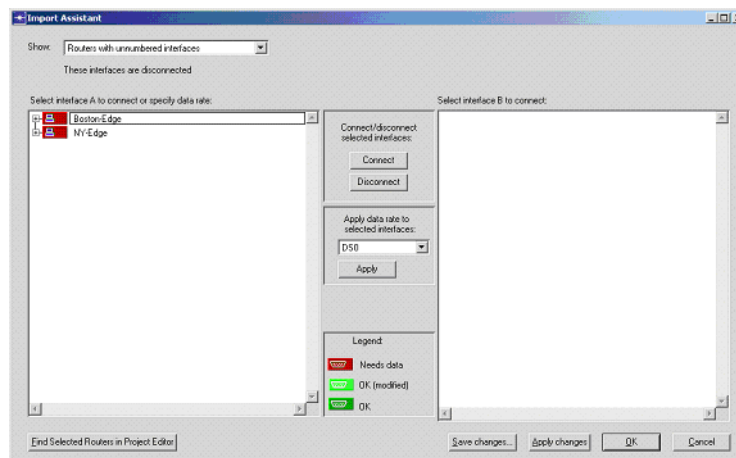 Import Assistant
Show:
Routers with unnumbered interfaces
These interfaces are disconnected
Select interface A to connect or specify data rate:
Boston-Edge
NY-Edge
Connect/disconnect
selected interfaces:
Connect
Disconnect
Apply data rate to
selected interfaces:
DS0
Apply
Legend:
Needs data
OK (modified)
OK
Select interface B to connect:
Find Selected Routers in Project Editor
Save changes...
Apply changes
OK
Cancel